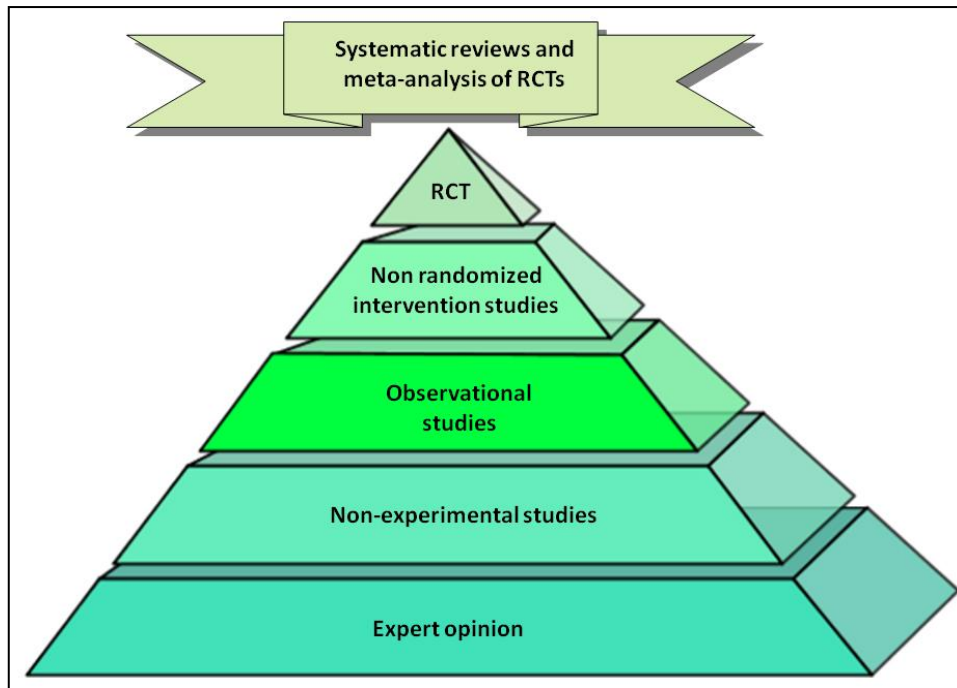 Systematic reviews and
meta-analysis of RCTs
RCT
Non randomized
intervention studies
Observational
studies
Non-experimental studies
Expert opinion